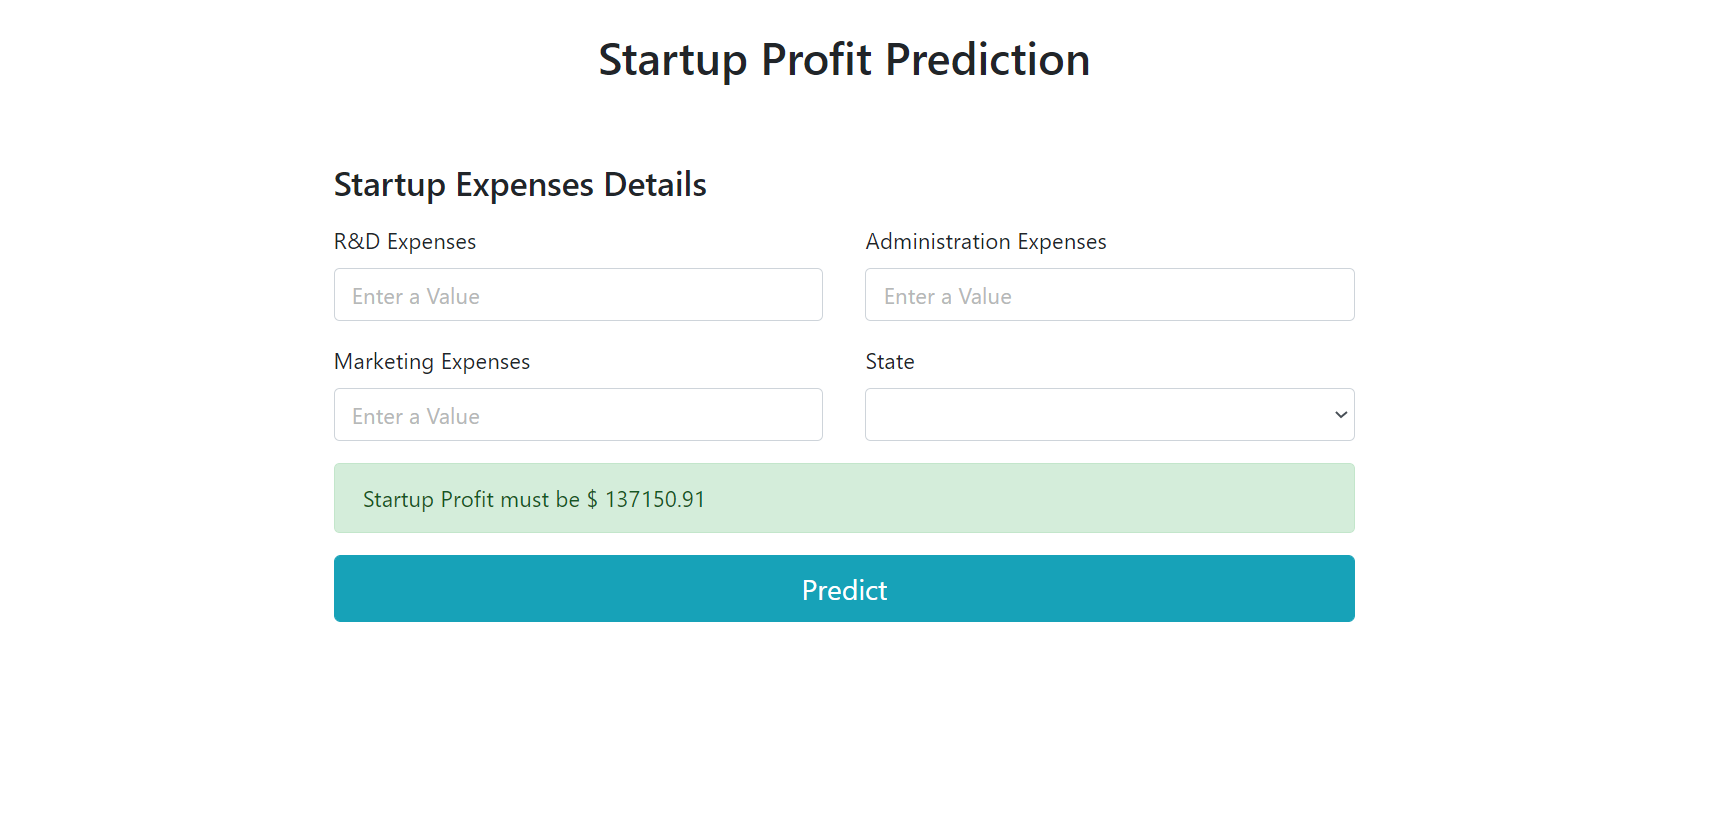 Startup Profit Prediction
Startup Expenses Details
R&D Expenses
Administration Expenses
Enter a Value
Enter a Value
Marketing Expenses
State
Enter a Value
Startup Profit must be $ 137150.91
Predict